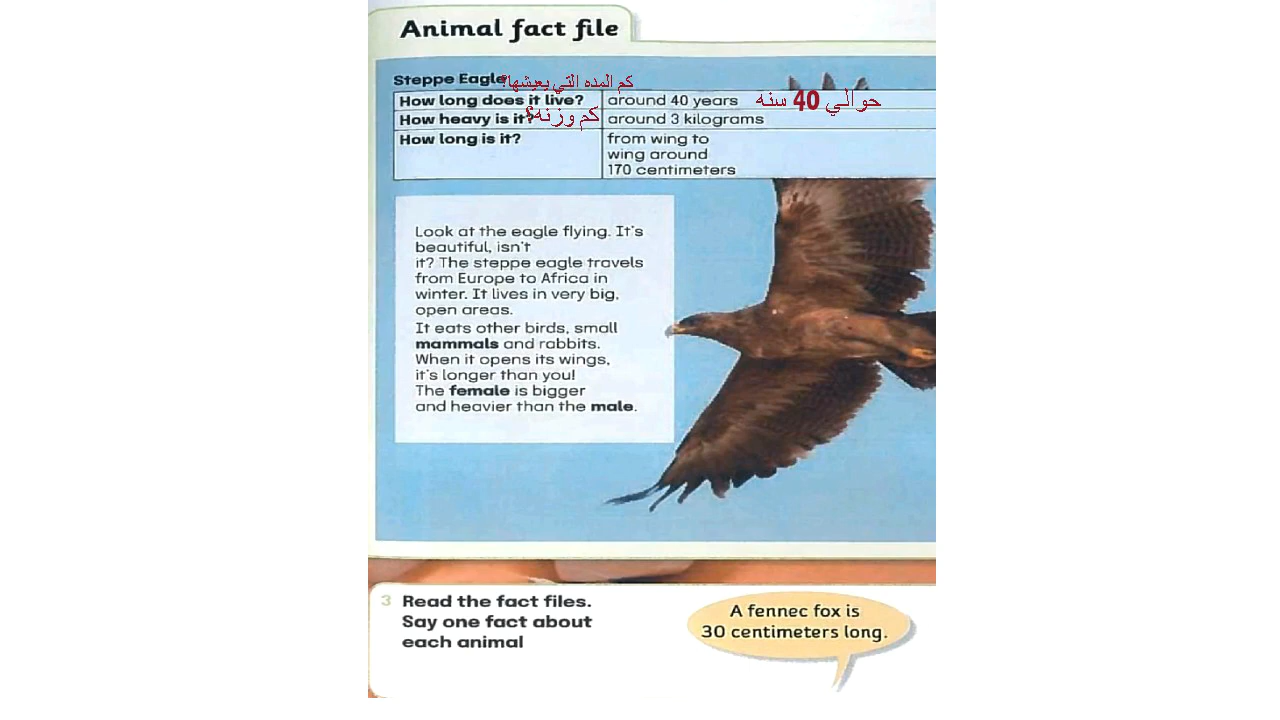 Animal fact file
Steppe Eagle
كم المده التي يعيشها؟
How long does it live? around 40 years حوالي 40 سنه
How heavy is it? كم وزنه؟ around 3 kilograms
How long is it? from wing to
wing around
170 centimeters
Look at the eagle flying. It's
beautiful, isn't
it? The steppe eagle travels
from Europe to Africa in
winter. It lives in very big,
open areas.
It eats other birds, small
mammals and rabbits.
When it opens its wings,
it's longer than you!
The female is bigger
and heavier than the male.
3 Read the fact files.
Say one fact about
each animal
A fennec fox is
30 centimeters long.